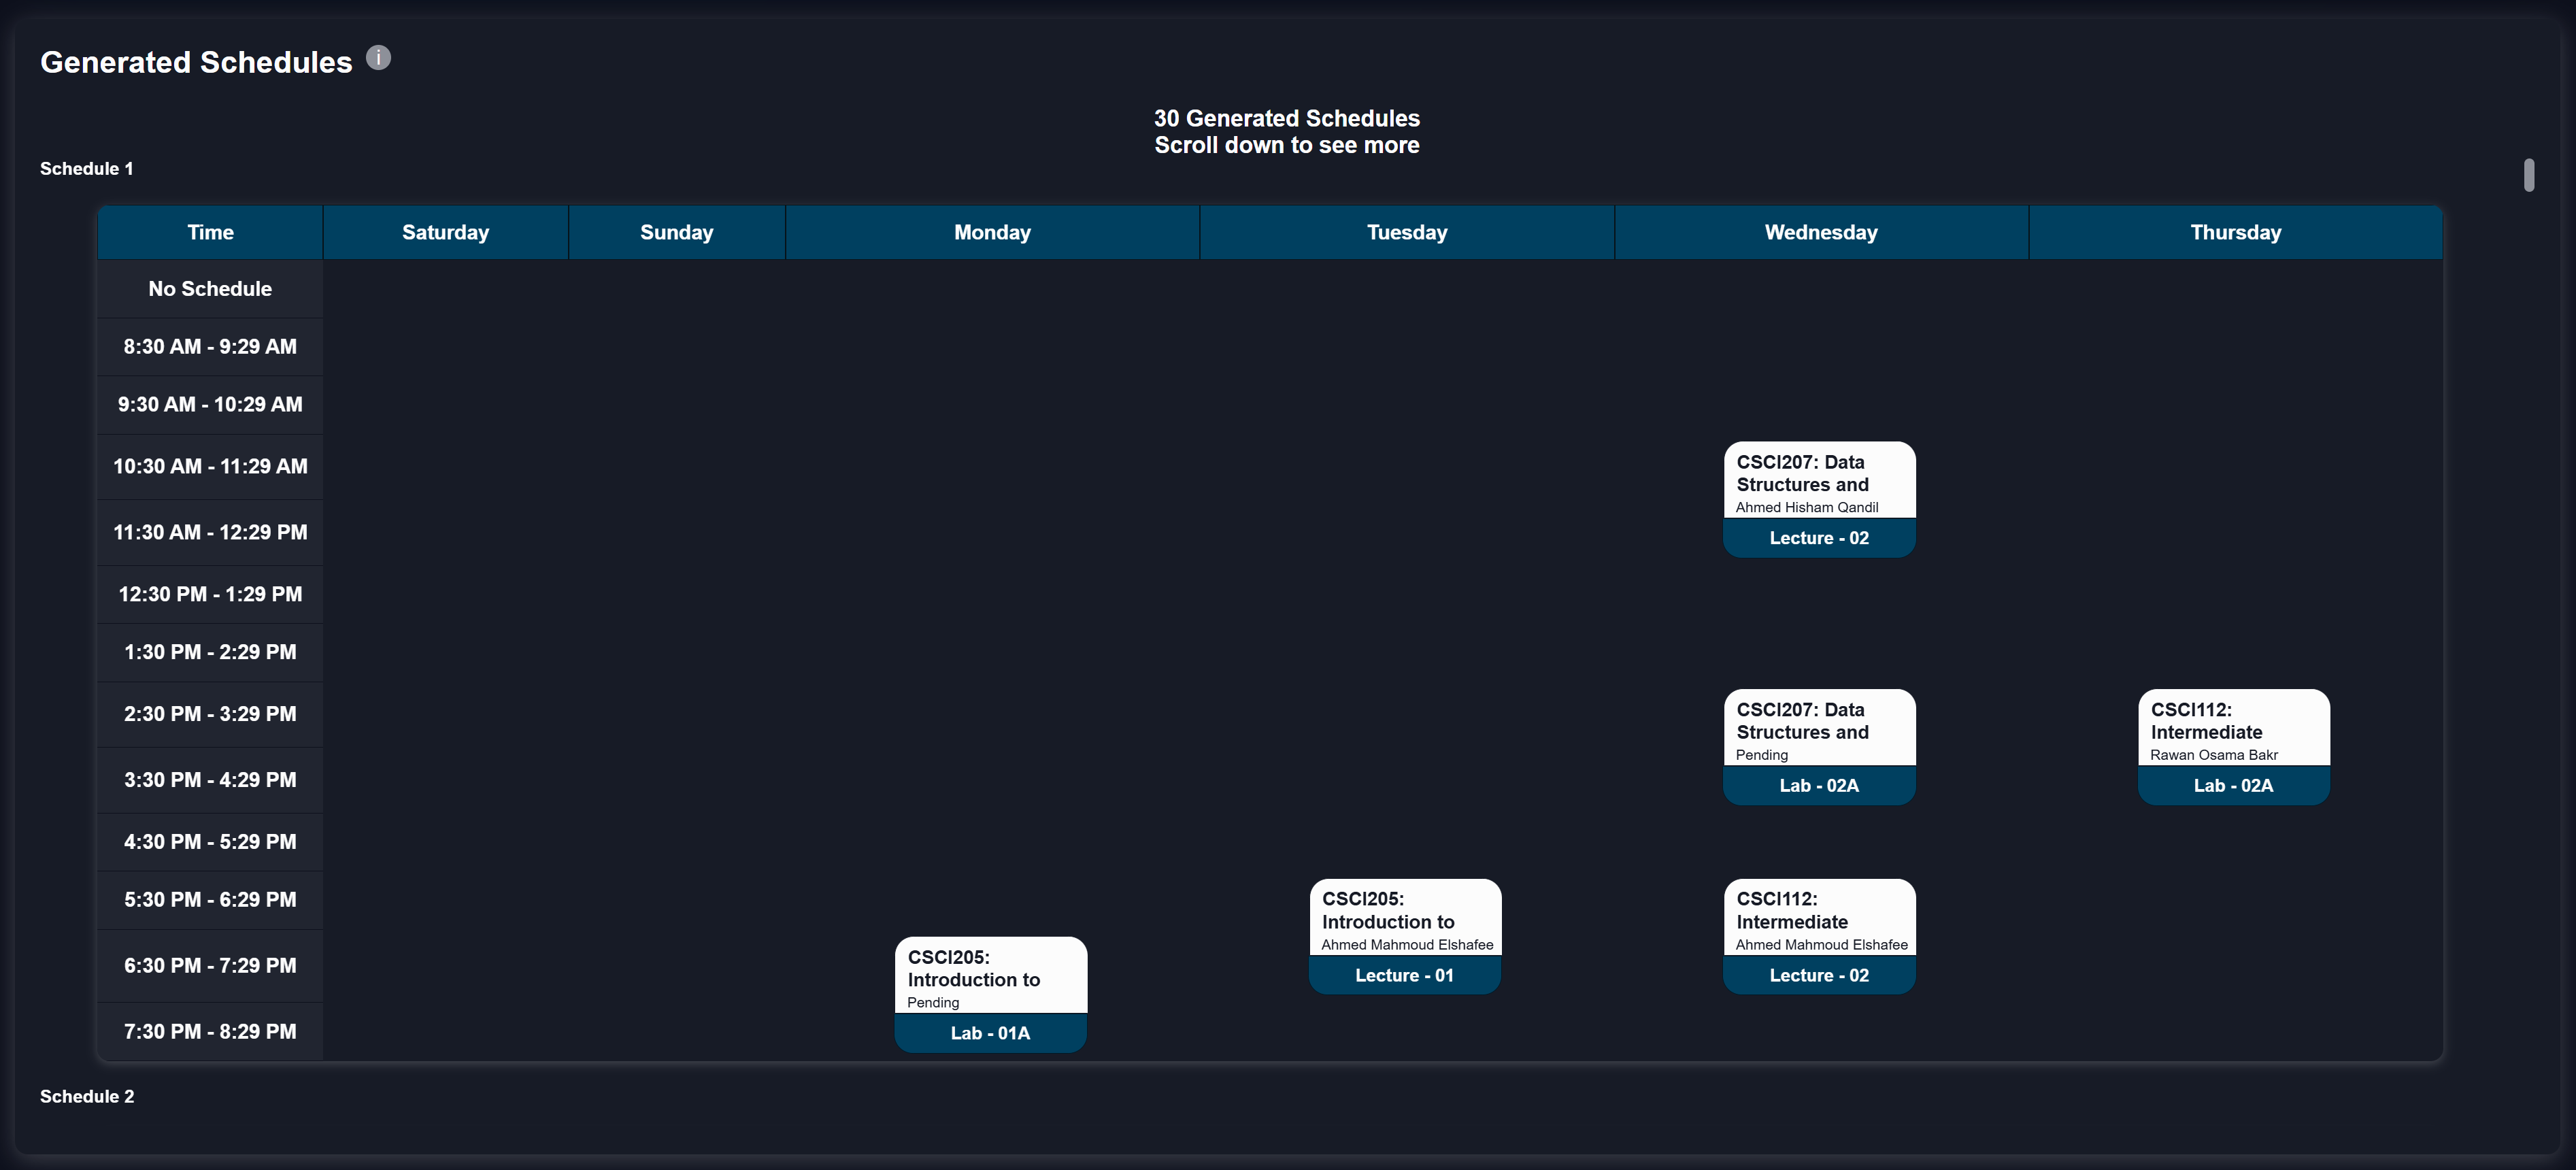 Generated Schedules i
30 Generated Schedules
Scroll down to see more
Schedule 1
Time Saturday Sunday Monday Tuesday Wednesday Thursday
No Schedule
8:30 AM - 9:29 AM
9:30 AM - 10:29 AM
10:30 AM - 11:29 AM
CSCI207: Data
Structures and
Ahmed Hisham Qandil
Lecture - 02
11:30 AM - 12:29 PM
12:30 PM - 1:29 PM
1:30 PM - 2:29 PM
2:30 PM - 3:29 PM
CSCI207: Data
Structures and
Pending
Lab - 02A
CSCI112:
Intermediate
Rawan Osama Bakr
Lab - 02A
3:30 PM - 4:29 PM
4:30 PM - 5:29 PM
5:30 PM - 6:29 PM
CSCI205:
Introduction to
Ahmed Mahmoud Elshafee
Lecture - 01
CSCI112:
Intermediate
Ahmed Mahmoud Elshafee
Lecture - 02
6:30 PM - 7:29 PM
CSCI205:
Introduction to
Pending
Lab - 01A
7:30 PM - 8:29 PM
Schedule 2